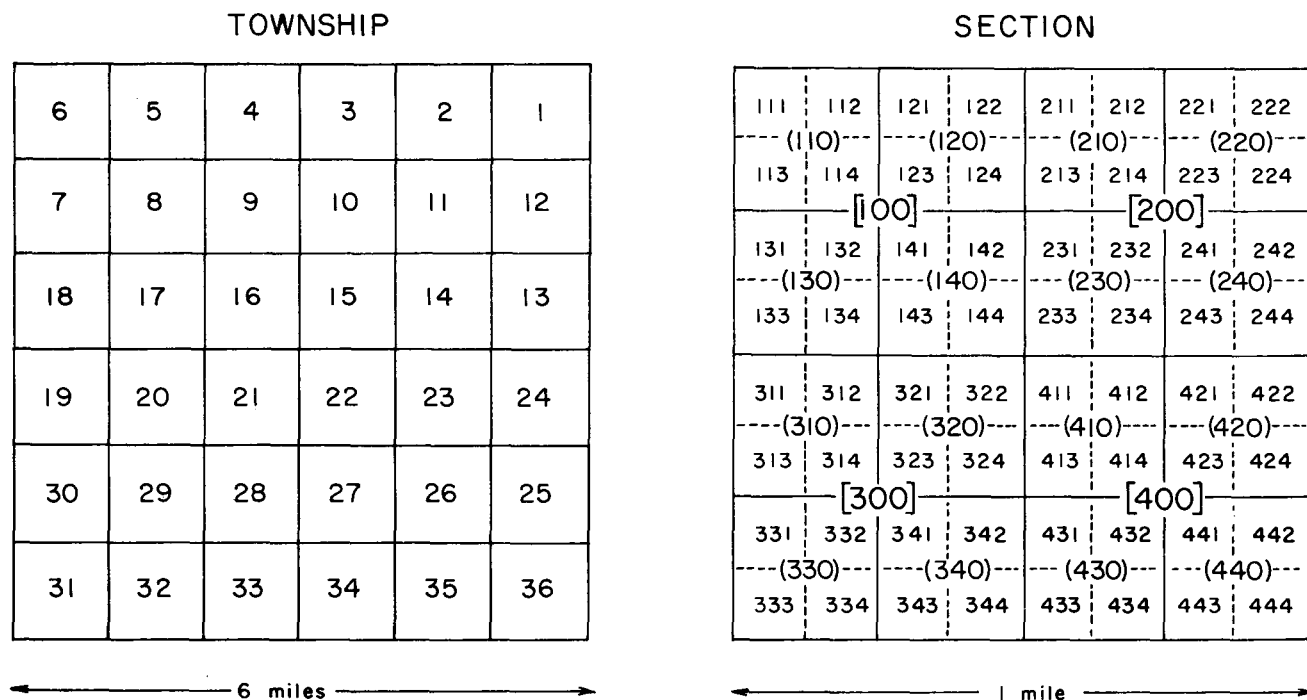 TOWNSHIP
6 5 4 3 2 1
7 8 9 10 11 12
18 17 16 15 14 13
19 20 21 22 23 24
30 29 28 27 26 25
31 32 33 34 35 36
6 miles
SECTION
111 112 121 122 211 212 221 222
(110) (120) (210) (220)
113 114 123 124 213 214 223 224
[100] [200]
131 132 141 142 231 232 241 242
(130) (140) (230) (240)
133 134 143 144 233 234 243 244
311 312 321 322 411 412 421 422
(310) (320) (410) (420)
313 314 323 324 413 414 423 424
[300] [400]
331 332 341 342 431 432 441 442
(330) (340) (430) (440)
333 334 343 344 433 434 443 444
1 mile